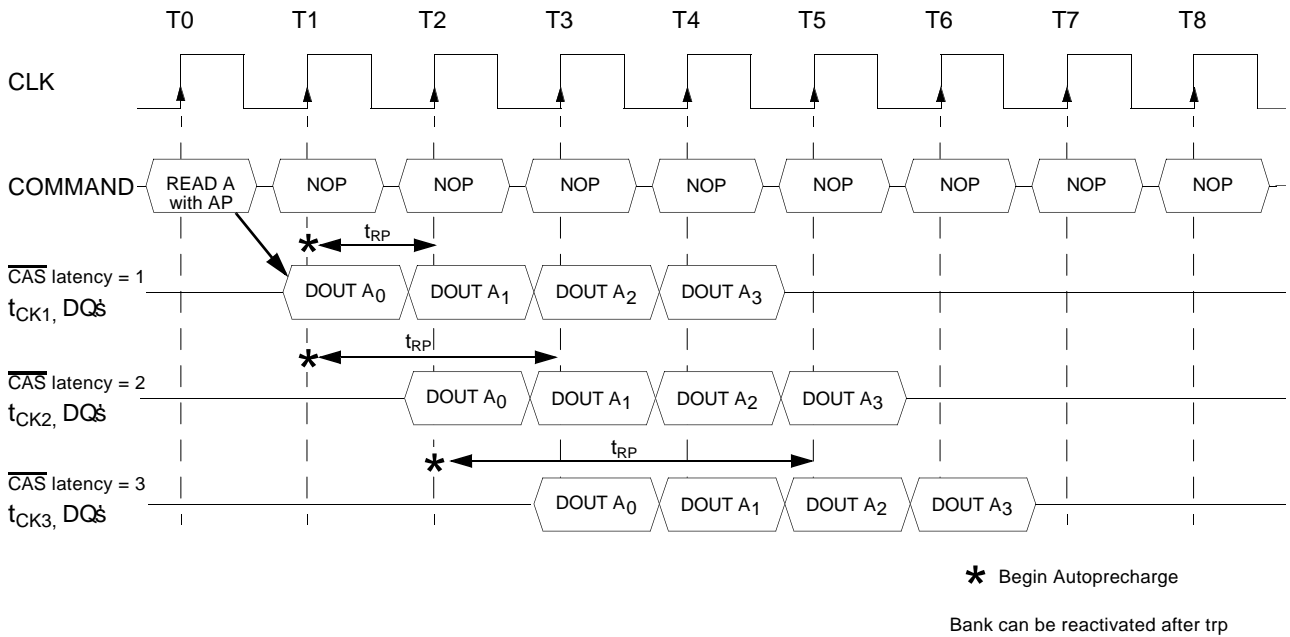 T0 T1 T2 T3 T4 T5 T6 T7 T8
CLK
COMMAND READ A with AP NOP NOP NOP NOP NOP NOP NOP NOP
* tRP
CAS latency = 1
tCK1, DQ's DOUT A0 DOUT A1 DOUT A2 DOUT A3
* tRP
CAS latency = 2
tCK2, DQ's DOUT A0 DOUT A1 DOUT A2 DOUT A3
* tRP
CAS latency = 3
tCK3, DQ's DOUT A0 DOUT A1 DOUT A2 DOUT A3
* Begin Autoprecharge
Bank can be reactivated after trp